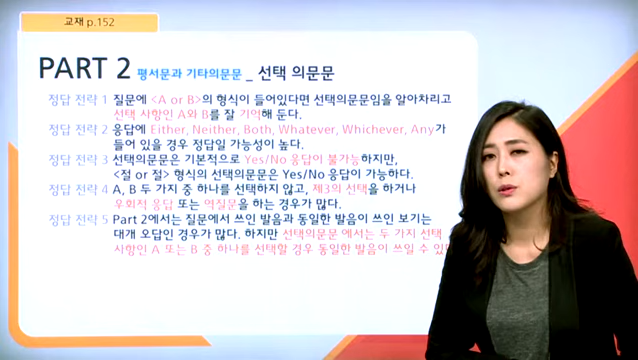 교재 p.152
PART 2 평서문과 기타의문문 _ 선택 의문문
정답 전략 1 질문에 <A or B>의 형식이 들어있다면 선택의문문임을 알아차리고
선택 사항인 A와 B를 잘 기억해 둔다.
정답 전략 2 응답에 Either, Neither, Both, Whatever, Whichever, Any가
들어 있을 경우 정답일 가능성이 높다.
정답 전략 3 선택의문문은 기본적으로 Yes/No 응답이 불가능하지만,
<절 or 절> 형식의 선택의문문은 Yes/No 응답이 가능하다.
정답 전략 4 A, B 두 가지 중 하나를 선택하지 않고, 제3의 선택을 하거나
우회적 응답 또는 역질문을 하는 경우가 많다.
정답 전략 5 Part 2에서는 질문에서 쓰인 발음과 동일한 발음이 쓰인 보기는
대개 오답인 경우가 많다. 하지만 선택의문문 에서는 두 가지 선택
사항인 A 또는 B 중 하나를 선택할 경우 동일한 발음이 쓰일 수